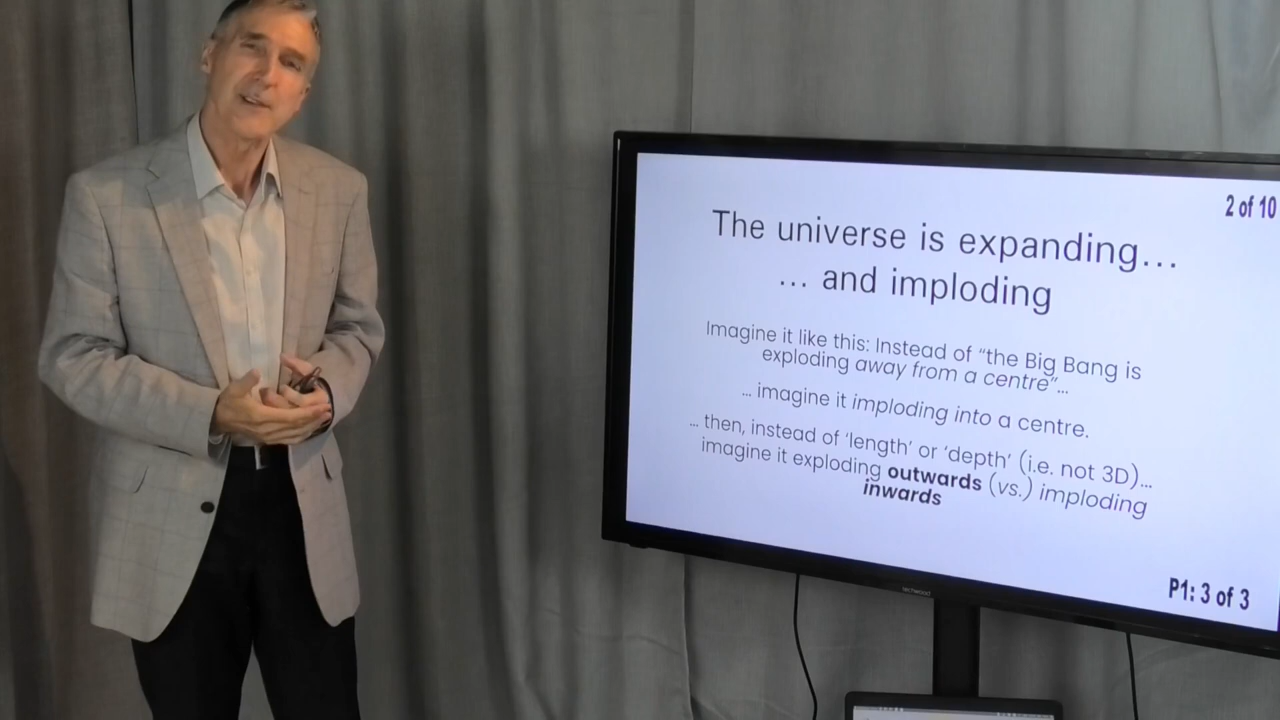 2 of 10
The universe is expanding...
... and imploding
Imagine it like this: Instead of “the Big Bang is
exploding away from a centre”...
... imagine it imploding into a centre.
... then, instead of ‘length’ or ‘depth’ (i.e. not 3D)...
imagine it exploding outwards (vs.) imploding
inwards
P1: 3 of 3
techwood